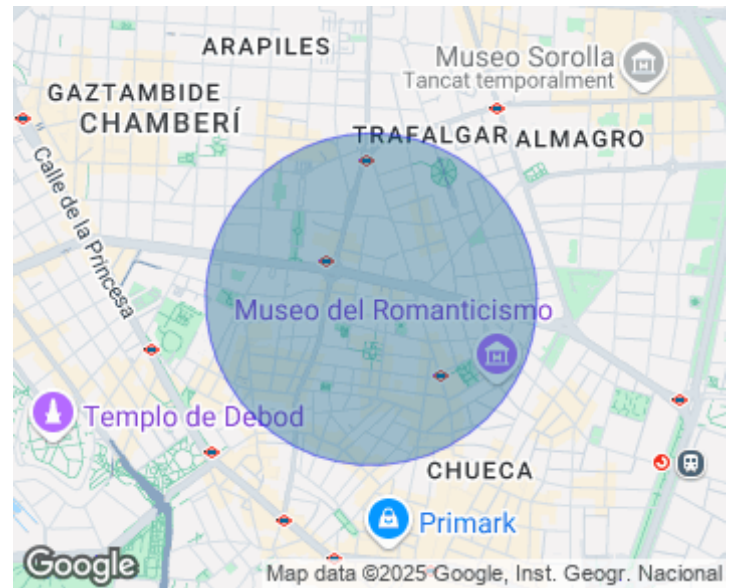 ARAPILES
Museo Sorolla
Tancat temporalment
GAZTAMBIDE
CHAMBERÍ
TRAFALGAR
ALMAGRO
Calle de la Princesa
Museo del Romanticismo
Templo de Debod
CHUECA
Primark
Google
Map data ©2025 Google, Inst. Geogr. Nacional